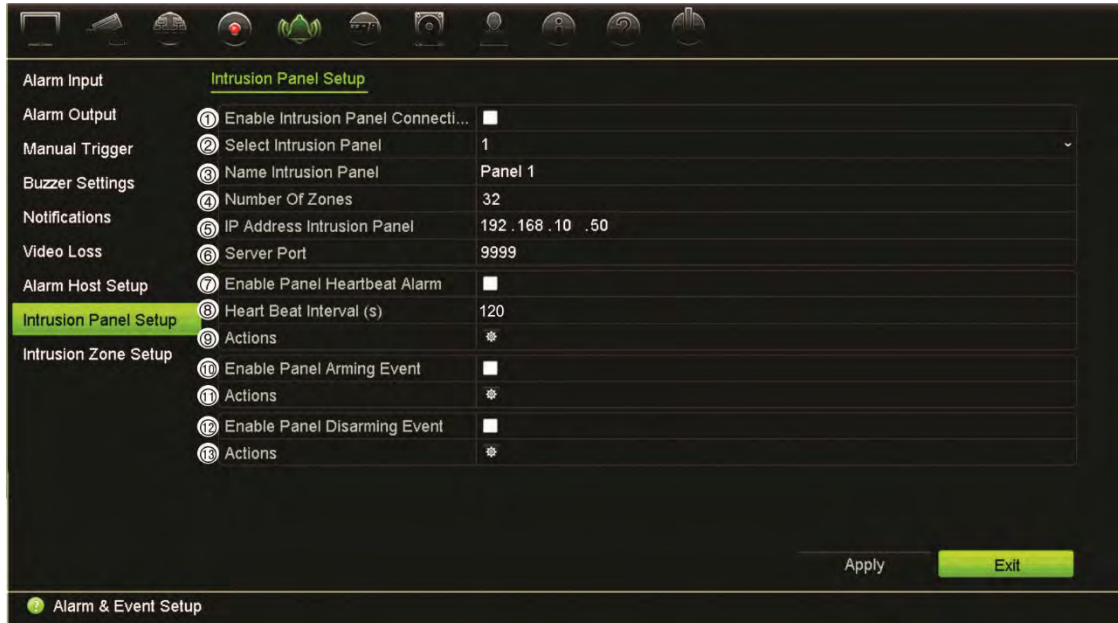 Alarm Input
Alarm Output
Manual Trigger
Buzzer Settings
Notifications
Video Loss
Alarm Host Setup
Intrusion Panel Setup
Intrusion Zone Setup
Intrusion Panel Setup
① Enable Intrusion Panel Connecti...
② Select Intrusion Panel 1
③ Name Intrusion Panel Panel 1
④ Number Of Zones 32
⑤ IP Address Intrusion Panel 192 . 168 . 10 . 50
⑥ Server Port 9999
⑦ Enable Panel Heartbeat Alarm
⑧ Heart Beat Interval (s) 120
⑨ Actions
⑩ Enable Panel Arming Event
⑪ Actions
⑫ Enable Panel Disarming Event
⑬ Actions
Apply Exit
Alarm & Event Setup